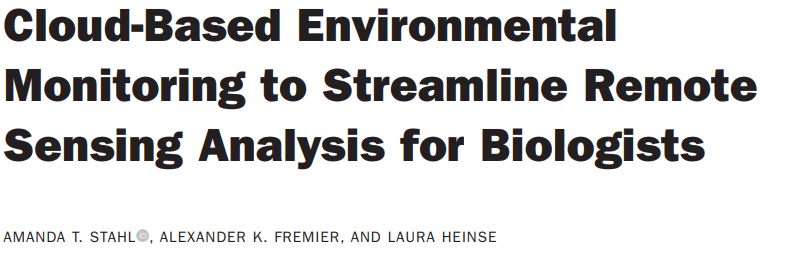 Cloud-Based Environmental
Monitoring to Streamline Remote
Sensing Analysis for Biologists
AMANDA T. STAHL, ALEXANDER K. FREMIER, AND LAURA HEINSE